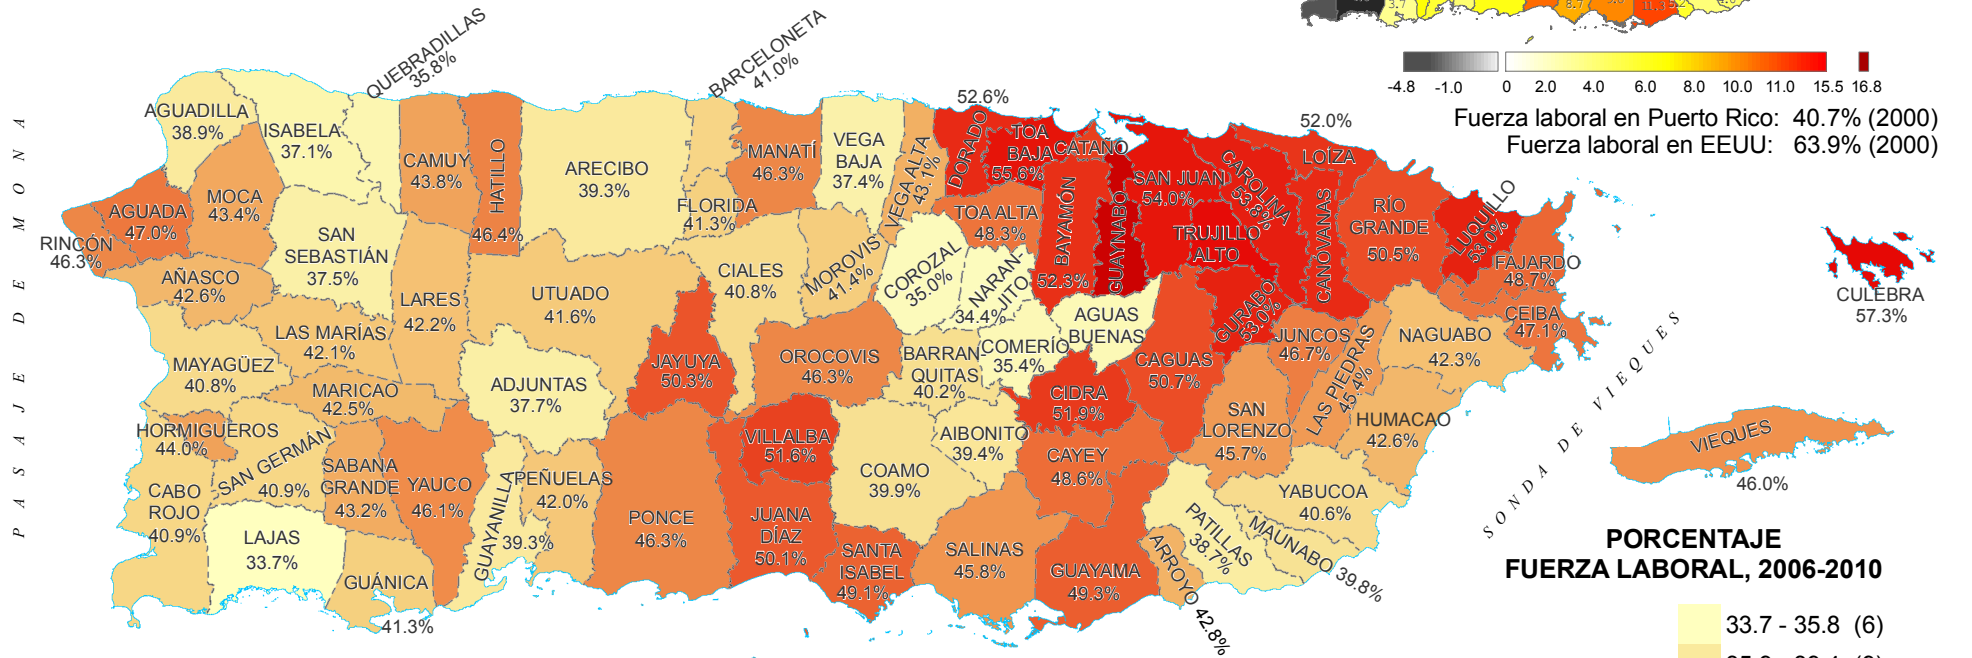 3.7
8.7
11.3
-4.8 -1.0 0 2.0 4.0 6.0 8.0 10.0 11.0 15.5 16.8
Fuerza laboral en Puerto Rico: 40.7% (2000)
Fuerza laboral en EEUU: 63.9% (2000)
PASAJE DE MONA
QUEBRADILLAS
35.8%
BARCELONETA
41.0%
AGUADILLA
38.9%
ISABELA
37.1%
CAMUY
43.8%
HATILLO
46.4%
ARECIBO
39.3%
FLORIDA
41.3%
MANATÍ
46.3%
VEGA
BAJA
37.4%
VEGA ALTA
43.1%
52.6%
DORADO
TOA
BAJA
55.6%
CATAÑO
TOA ALTA
48.3%
BAYAMÓN
52.3%
GUAYNABO
SAN JUAN
54.0%
TRUJILLO
ALTO
CAROLINA
53.8%
52.0%
LOÍZA
CANÓVANAS
RÍO
GRANDE
50.5%
LUQUILLO
53.0%
FAJARDO
48.7%
CEIBA
47.1%
CULEBRA
57.3%
RINCÓN
46.3%
AGUADA
47.0%
MOCA
43.4%
AÑASCO
42.6%
SAN
SEBASTIÁN
37.5%
LARES
42.2%
UTUADO
41.6%
CIALES
40.8%
MOROVIS
41.4%
COROZAL
35.0%
NARAN-
JITO
34.4%
COMERÍO
35.4%
AGUAS
BUENAS
CAGUAS
50.7%
GURABO
53.0%
JUNCOS
46.7%
LAS PIEDRAS
45.4%
NAGUABO
42.3%
HUMACAO
42.6%
LAS MARÍAS
42.1%
MAYAGÜEZ
40.8%
MARICAO
42.5%
ADJUNTAS
37.7%
JAYUYA
50.3%
OROCOVIS
46.3%
BARRAN-
QUITAS
40.2%
CIDRA
51.9%
SAN
LORENZO
45.7%
HORMIGUEROS
44.0%
SAN GERMÁN
40.9%
CABO
ROJO
40.9%
LAJAS
33.7%
SABANA
GRANDE
43.2%
GUÁNICA
41.3%
YAUCO
46.1%
GUAYANILLA
39.3%
PEÑUELAS
42.0%
PONCE
46.3%
VILLALBA
51.6%
JUANA
DÍAZ
50.1%
COAMO
39.9%
AIBONITO
39.4%
SANTA
ISABEL
49.1%
SALINAS
45.8%
CAYEY
48.6%
GUAYAMA
49.3%
ARROYO 42.8%
PATILLAS
38.7%
MAUNABO 39.8%
YABUCOA
40.6%
SONDA DE VIEQUES
VIEQUES
46.0%
PORCENTAJE
FUERZA LABORAL, 2006-2010
33.7 - 35.8 (6)